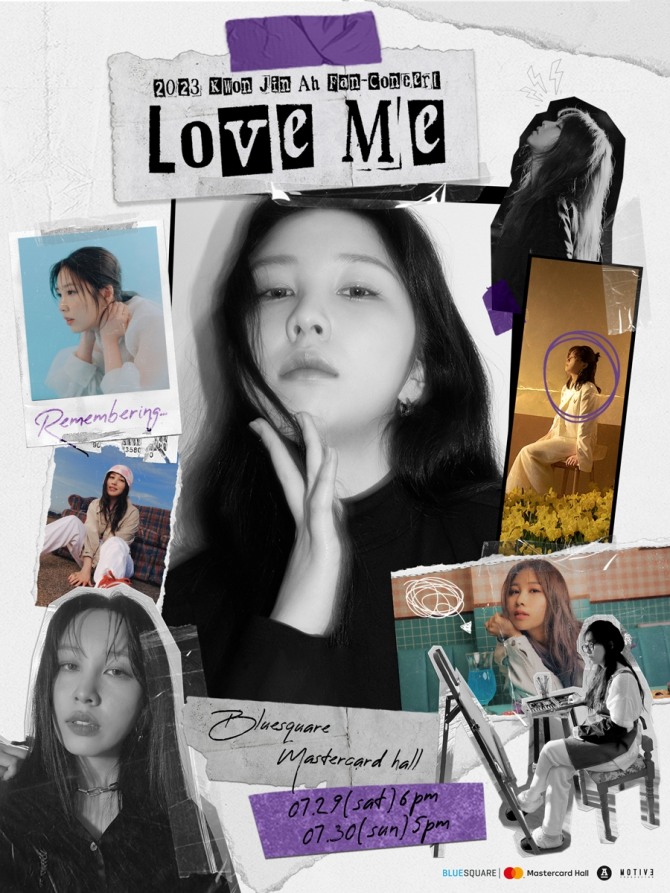 2023 Kwon Jin Ah Fan-Concert
Love Me
Remembering...
Bluesquare
Mastercard hall
07.29(sat) 6pm
07.30(sun) 5pm
BLUESQUARE | Mastercard Hall
MOTIVE